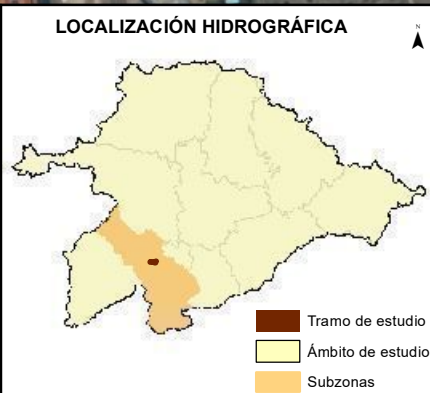 LOCALIZACIÓN HIDROGRÁFICA
N
Tramo de estudio
Ámbito de estudio
Subzonas